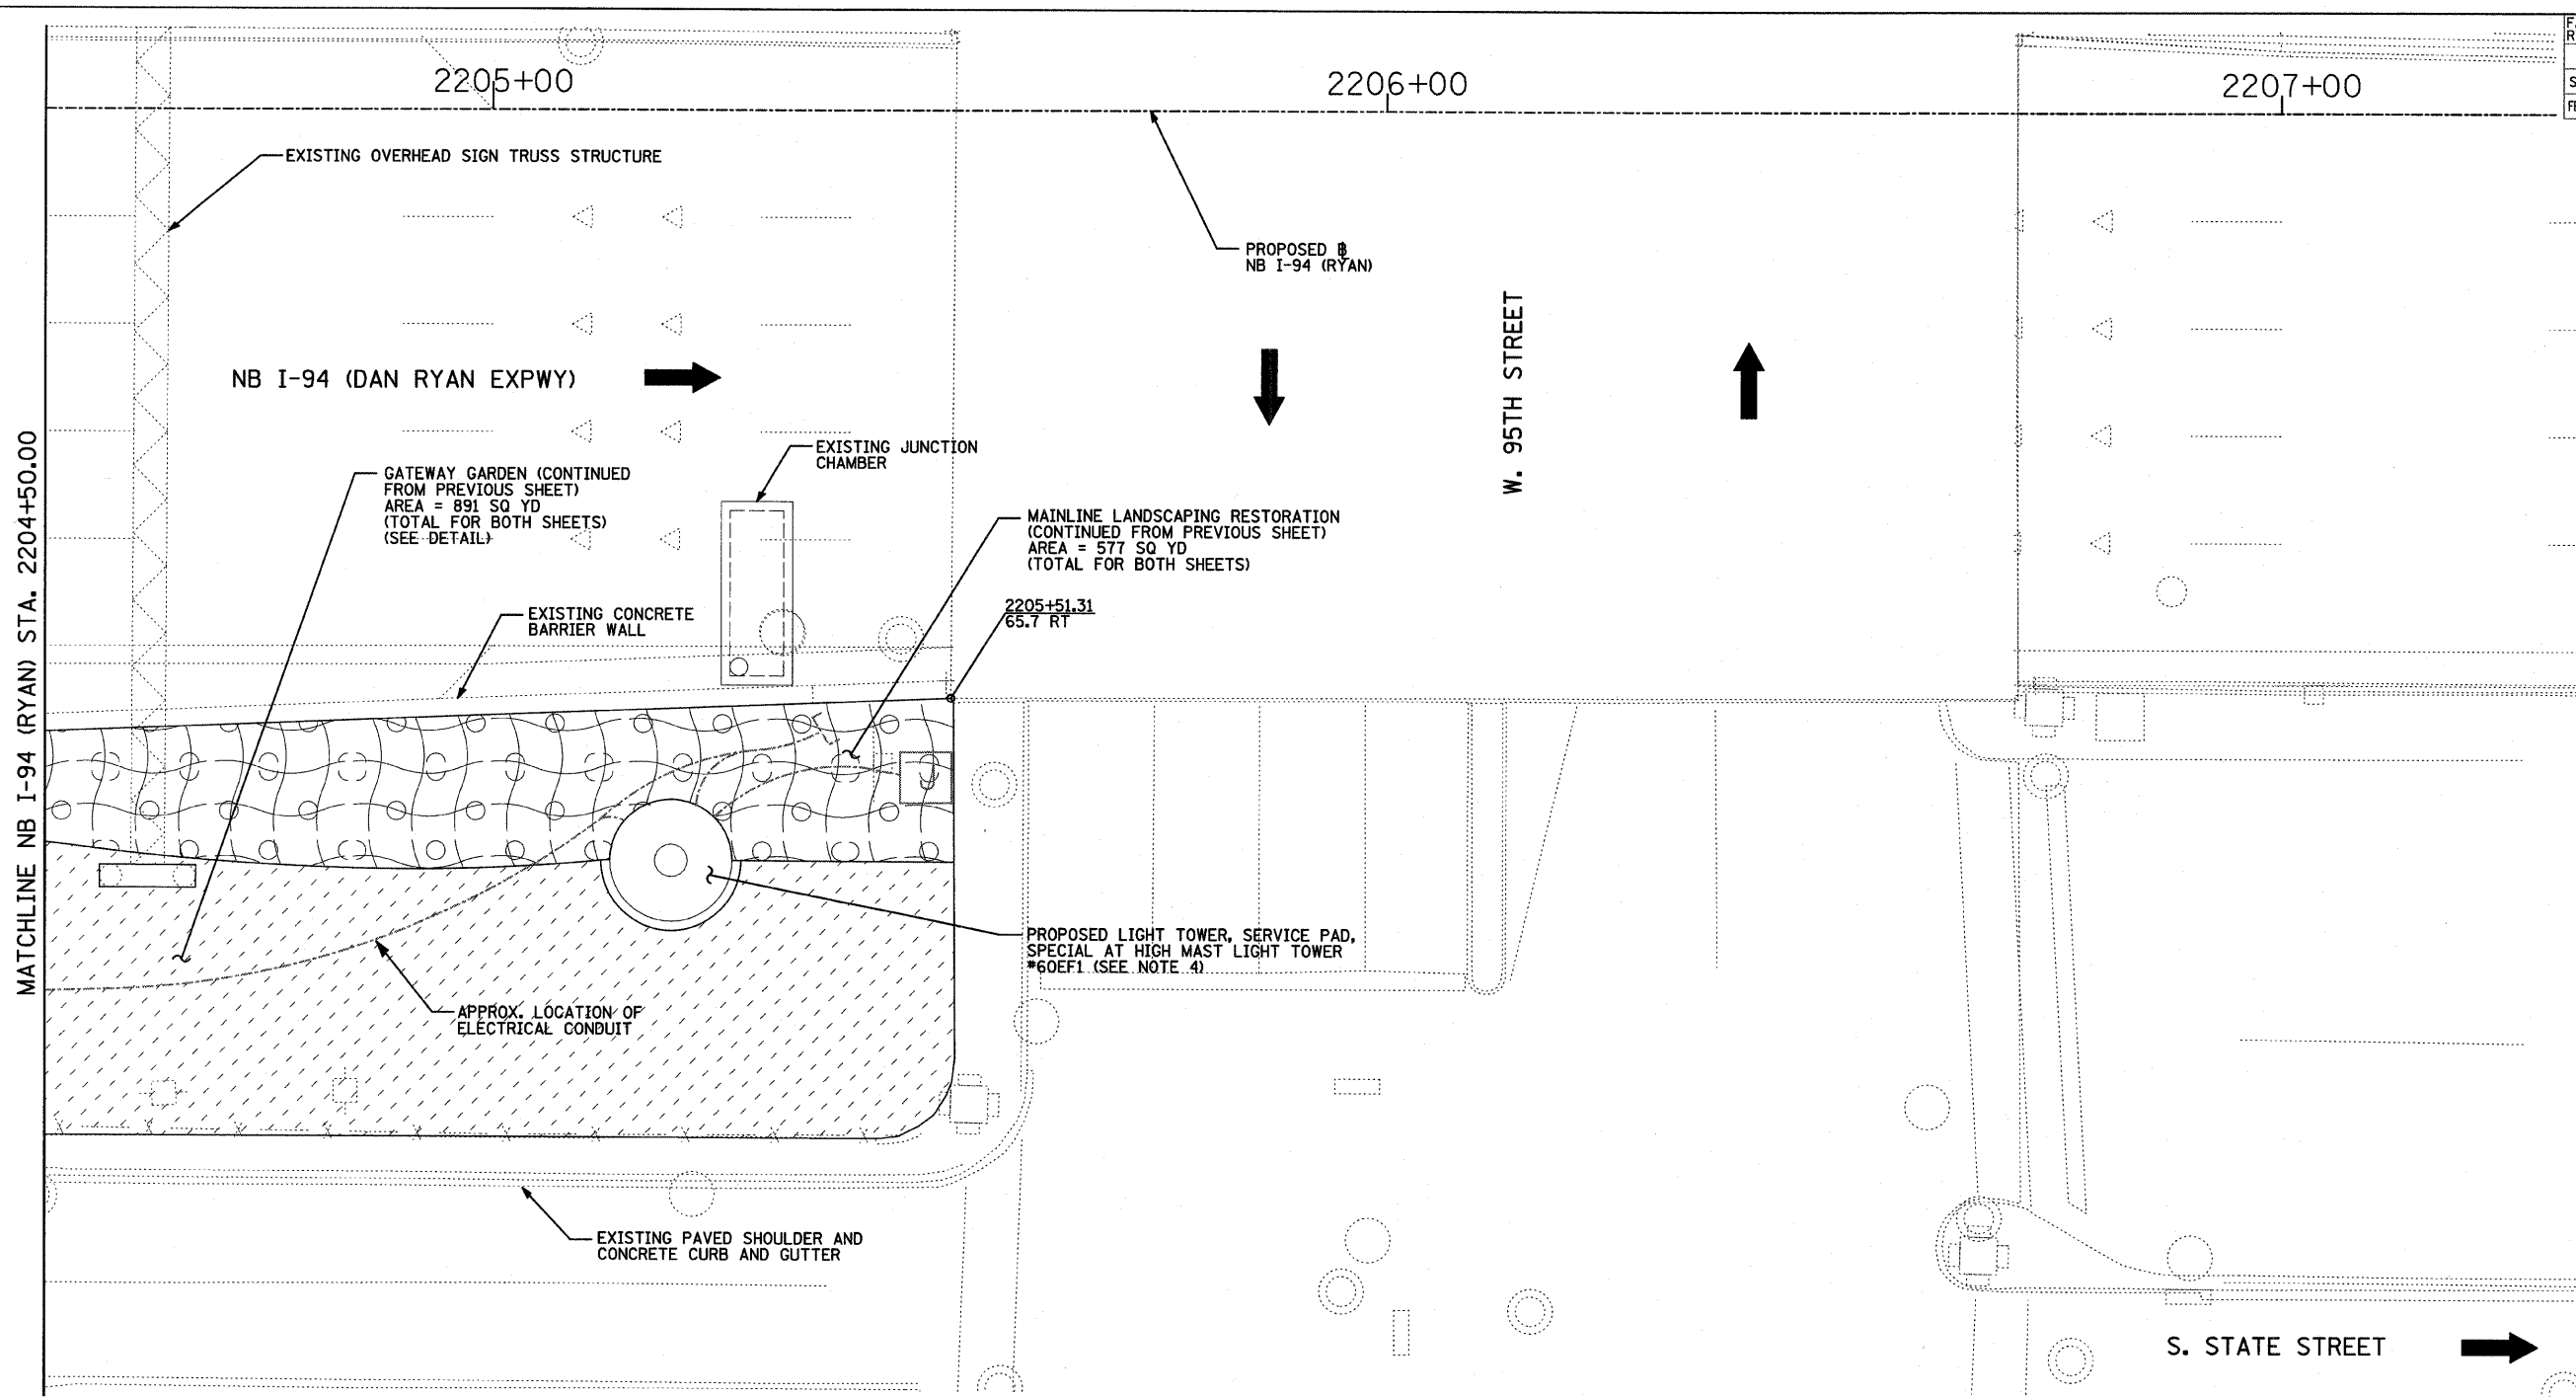 2205+00
2206+00
2207+00
EXISTING OVERHEAD SIGN TRUSS STRUCTURE
PROPOSED
NB I-94 (RYAN)
W. 95TH STREET
NB I-94 (DAN RYAN EXPWY)
MATCHLINE NB I-94 (RYAN) STA. 2204+50.00
GATEWAY GARDEN (CONTINUED
FROM PREVIOUS SHEET)
AREA = 891 SQ YD
(TOTAL FOR BOTH SHEETS)
(SEE DETAIL)
EXISTING JUNCTION
CHAMBER
MAINLINE LANDSCAPING RESTORATION
(CONTINUED FROM PREVIOUS SHEET)
AREA = 577 SQ YD
(TOTAL FOR BOTH SHEETS)
EXISTING CONCRETE
BARRIER WALL
2205+51.31
65.7 RT
PROPOSED LIGHT TOWER, SERVICE PAD,
SPECIAL AT HIGH MAST LIGHT TOWER
#60EF1 (SEE NOTE 4)
APPROX. LOCATION OF
ELECTRICAL CONDUIT
EXISTING PAVED SHOULDER AND
CONCRETE CURB AND GUTTER
S. STATE STREET